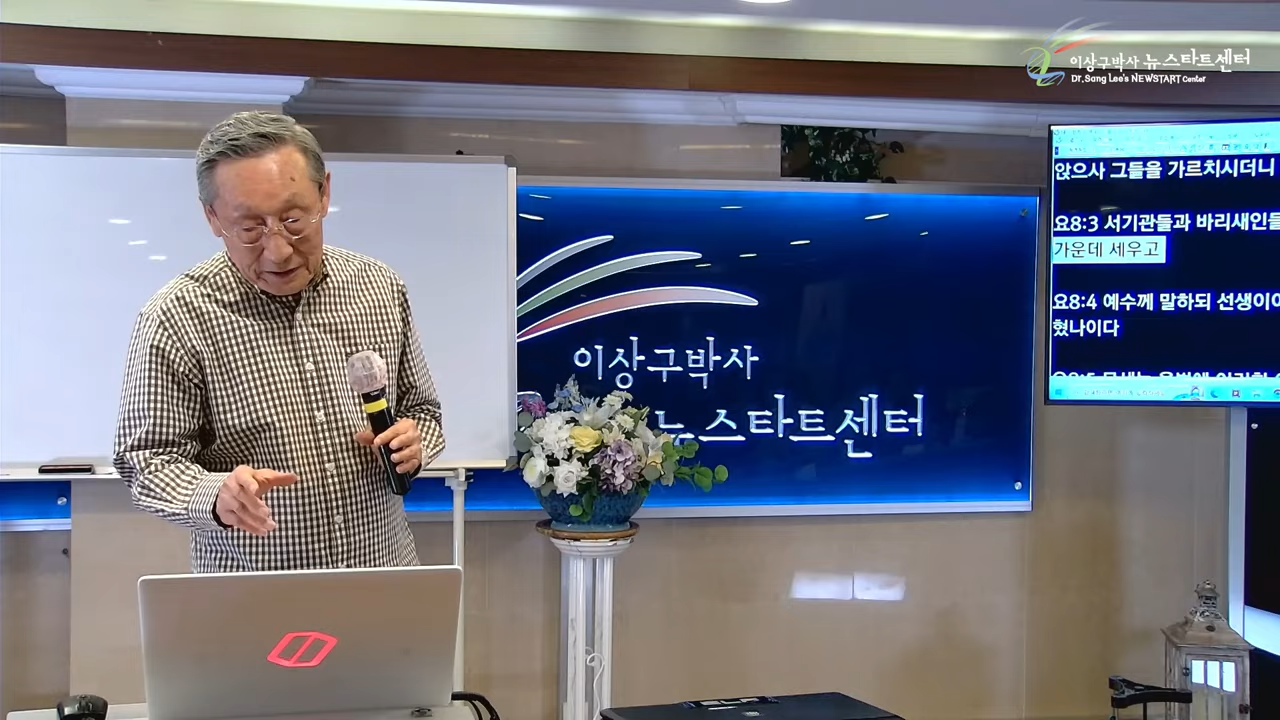 이상구박사 뉴스타트센터
Dr. Sang Lee's NEWSTART Center
앉으사 그들을 가르치시더니
요8:3 서기관들과 바리새인들
가운데 세우고
요8:4 예수께 말하되 선생이여
혔나이다
이상구박사
뉴스타트센터